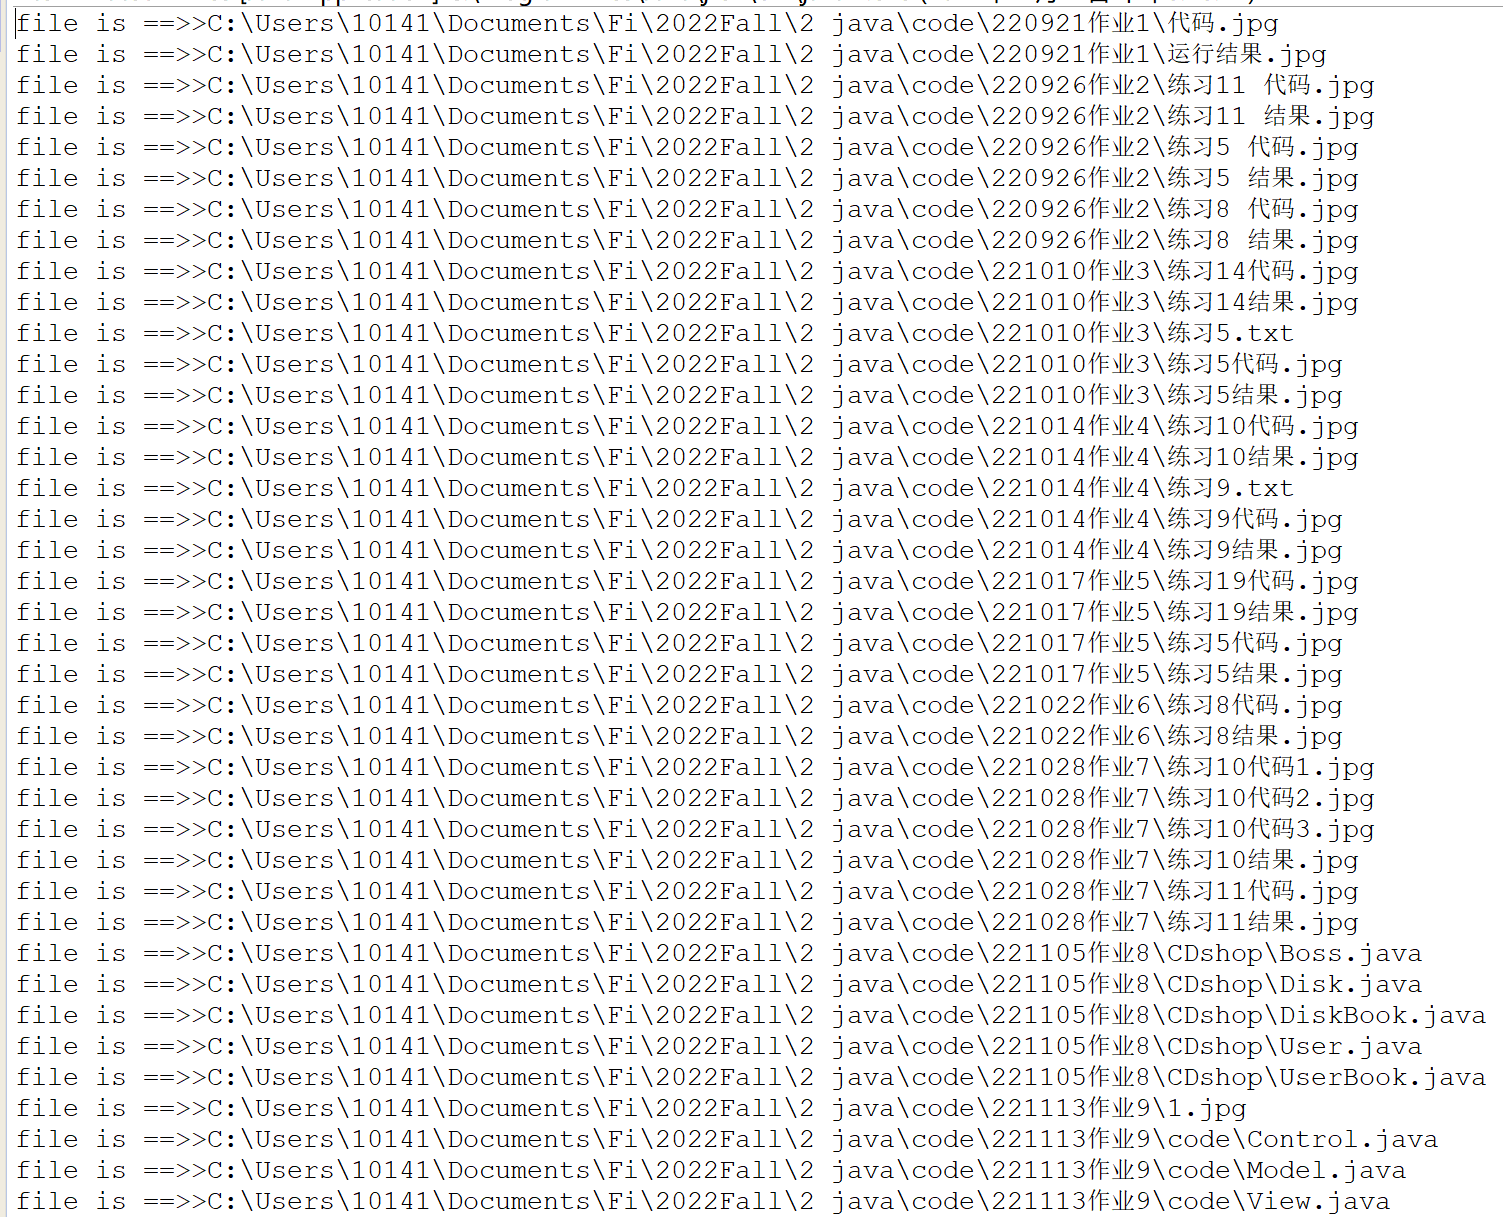 file is ==>>C:\Users\10141\Documents\Fi\2022Fall\2 java\code\220921作业1\代码.jpg
file is ==>>C:\Users\10141\Documents\Fi\2022Fall\2 java\code\220921作业1\运行结果.jpg
file is ==>>C:\Users\10141\Documents\Fi\2022Fall\2 java\code\220926作业2\练习11 代码.jpg
file is ==>>C:\Users\10141\Documents\Fi\2022Fall\2 java\code\220926作业2\练习11 结果.jpg
file is ==>>C:\Users\10141\Documents\Fi\2022Fall\2 java\code\220926作业2\练习5 代码.jpg
file is ==>>C:\Users\10141\Documents\Fi\2022Fall\2 java\code\220926作业2\练习5 结果.jpg
file is ==>>C:\Users\10141\Documents\Fi\2022Fall\2 java\code\220926作业2\练习8 代码.jpg
file is ==>>C:\Users\10141\Documents\Fi\2022Fall\2 java\code\220926作业2\练习8 结果.jpg
file is ==>>C:\Users\10141\Documents\Fi\2022Fall\2 java\code\221010作业3\练习14代码.jpg
file is ==>>C:\Users\10141\Documents\Fi\2022Fall\2 java\code\221010作业3\练习14结果.jpg
file is ==>>C:\Users\10141\Documents\Fi\2022Fall\2 java\code\221010作业3\练习5.txt
file is ==>>C:\Users\10141\Documents\Fi\2022Fall\2 java\code\221010作业3\练习5代码.jpg
file is ==>>C:\Users\10141\Documents\Fi\2022Fall\2 java\code\221010作业3\练习5结果.jpg
file is ==>>C:\Users\10141\Documents\Fi\2022Fall\2 java\code\221014作业4\练习10代码.jpg
file is ==>>C:\Users\10141\Documents\Fi\2022Fall\2 java\code\221014作业4\练习10结果.jpg
file is ==>>C:\Users\10141\Documents\Fi\2022Fall\2 java\code\221014作业4\练习9.txt
file is ==>>C:\Users\10141\Documents\Fi\2022Fall\2 java\code\221014作业4\练习9代码.jpg
file is ==>>C:\Users\10141\Documents\Fi\2022Fall\2 java\code\221014作业4\练习9结果.jpg
file is ==>>C:\Users\10141\Documents\Fi\2022Fall\2 java\code\221017作业5\练习19代码.jpg
file is ==>>C:\Users\10141\Documents\Fi\2022Fall\2 java\code\221017作业5\练习19结果.jpg
file is ==>>C:\Users\10141\Documents\Fi\2022Fall\2 java\code\221017作业5\练习5代码.jpg
file is ==>>C:\Users\10141\Documents\Fi\2022Fall\2 java\code\221017作业5\练习5结果.jpg
file is ==>>C:\Users\10141\Documents\Fi\2022Fall\2 java\code\221022作业6\练习8代码.jpg
file is ==>>C:\Users\10141\Documents\Fi\2022Fall\2 java\code\221022作业6\练习8结果.jpg
file is ==>>C:\Users\10141\Documents\Fi\2022Fall\2 java\code\221028作业7\练习10代码1.jpg
file is ==>>C:\Users\10141\Documents\Fi\2022Fall\2 java\code\221028作业7\练习10代码2.jpg
file is ==>>C:\Users\10141\Documents\Fi\2022Fall\2 java\code\221028作业7\练习10代码3.jpg
file is ==>>C:\Users\10141\Documents\Fi\2022Fall\2 java\code\221028作业7\练习10结果.jpg
file is ==>>C:\Users\10141\Documents\Fi\2022Fall\2 java\code\221028作业7\练习11代码.jpg
file is ==>>C:\Users\10141\Documents\Fi\2022Fall\2 java\code\221028作业7\练习11结果.jpg
file is ==>>C:\Users\10141\Documents\Fi\2022Fall\2 java\code\221105作业8\CDshop\Boss.java
file is ==>>C:\Users\10141\Documents\Fi\2022Fall\2 java\code\221105作业8\CDshop\Disk.java
file is ==>>C:\Users\10141\Documents\Fi\2022Fall\2 java\code\221105作业8\CDshop\DiskBook.java
file is ==>>C:\Users\10141\Documents\Fi\2022Fall\2 java\code\221105作业8\CDshop\User.java
file is ==>>C:\Users\10141\Documents\Fi\2022Fall\2 java\code\221105作业8\CDshop\UserBook.java
file is ==>>C:\Users\10141\Documents\Fi\2022Fall\2 java\code\221113作业9\1.jpg
file is ==>>C:\Users\10141\Documents\Fi\2022Fall\2 java\code\221113作业9\code\Control.java
file is ==>>C:\Users\10141\Documents\Fi\2022Fall\2 java\code\221113作业9\code\Model.java
file is ==>>C:\Users\10141\Documents\Fi\2022Fall\2 java\code\221113作业9\code\View.java